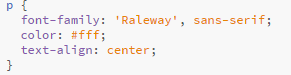 p {
  font-family: 'Raleway', sans-serif;
  color: #fff;
  text-align: center;
}